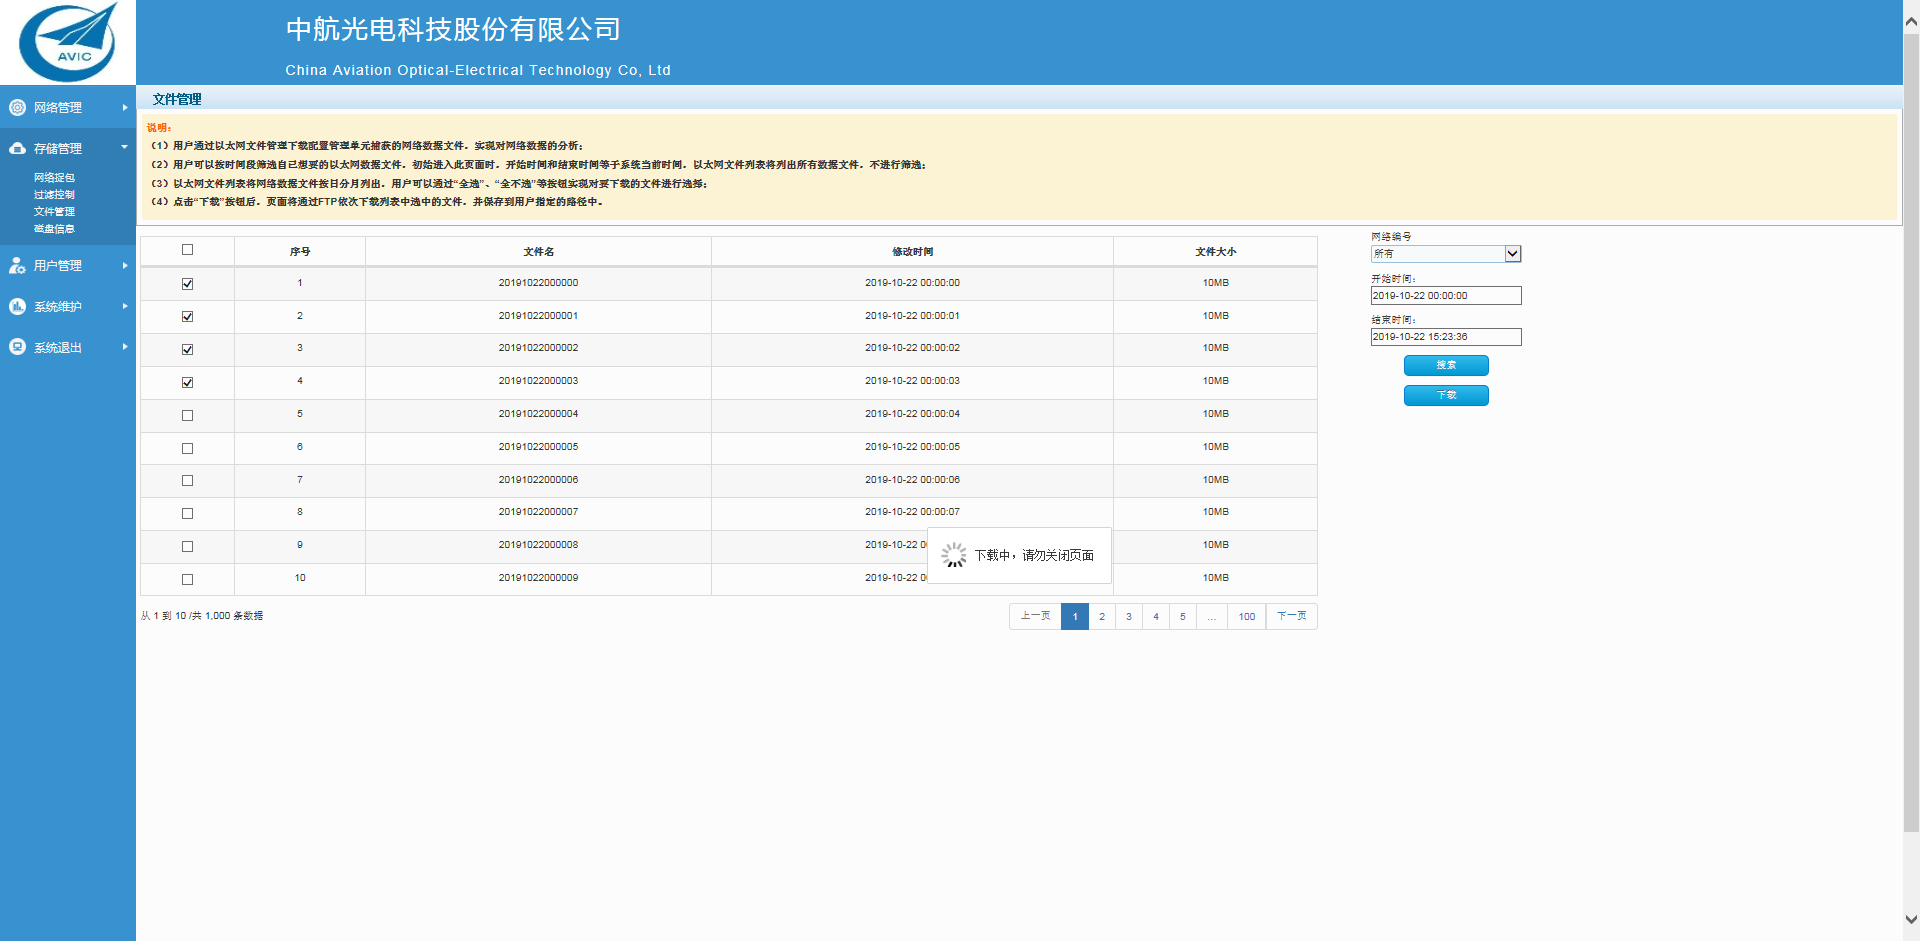 AVIC
中航光电科技股份有限公司
China Aviation Optical-Electrical Technology Co, Ltd
网络管理
存储管理
网络捉包
过滤控制
文件管理
磁盘信息
用户管理
系统维护
系统退出
文件管理
说明：
（1）用户通过以太网文件管理下载配置管理单元捕获的网络数据文件，实现对网络数据的分析；
（2）用户可以按时间段筛选自己想要的以太网数据文件，初始进入此页面时，开始时间和结束时间等于系统当前时间，以太网文件列表将列出所有数据文件，不进行筛选；
（3）以太网文件列表将网络数据文件按日分月列出，用户可以通过“全选”、“全不选”等按钮实现对要下载的文件进行选择；
（4）点击“下载”按钮后，页面将通过FTP依次下载列表中选中的文件，并保存到用户指定的路径中。
序号 文件名 修改时间 文件大小
1 20191022000000 2019-10-22 00:00:00 10MB
2 20191022000001 2019-10-22 00:00:01 10MB
3 20191022000002 2019-10-22 00:00:02 10MB
4 20191022000003 2019-10-22 00:00:03 10MB
5 20191022000004 2019-10-22 00:00:04 10MB
6 20191022000005 2019-10-22 00:00:05 10MB
7 20191022000006 2019-10-22 00:00:06 10MB
8 20191022000007 2019-10-22 00:00:07 10MB
9 20191022000008 2019-10-22 0 10MB
10 20191022000009 2019-10-22 0 10MB
下载中，请勿关闭页面
从 1 到 10 /共 1,000 条数据
上一页 1 2 3 4 5 ... 100 下一页
网络编号
所有
开始时间：
2019-10-22 00:00:00
结束时间：
2019-10-22 15:23:36
搜索
下载